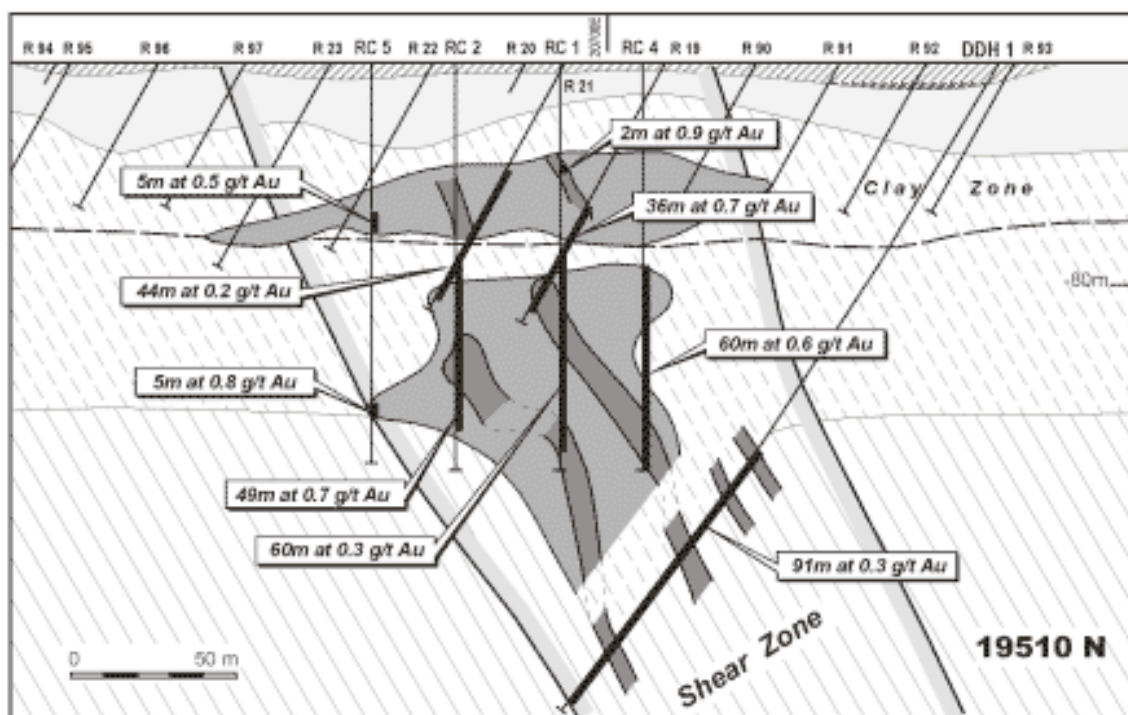 R 94 R 95 R 96 R 97 R 23 RC 5 R 22 RC 2 R 20 RC 1 RC 4 R 19 R 90 R 91 R 92 DDH 1 R 93
R 21
2m at 0.9 g/t Au
5m at 0.5 g/t Au
Clay Zone
36m at 0.7 g/t Au
44m at 0.2 g/t Au
-80m
60m at 0.6 g/t Au
5m at 0.8 g/t Au
49m at 0.7 g/t Au
60m at 0.3 g/t Au
91m at 0.3 g/t Au
Shear Zone
19510 N
0 50 m